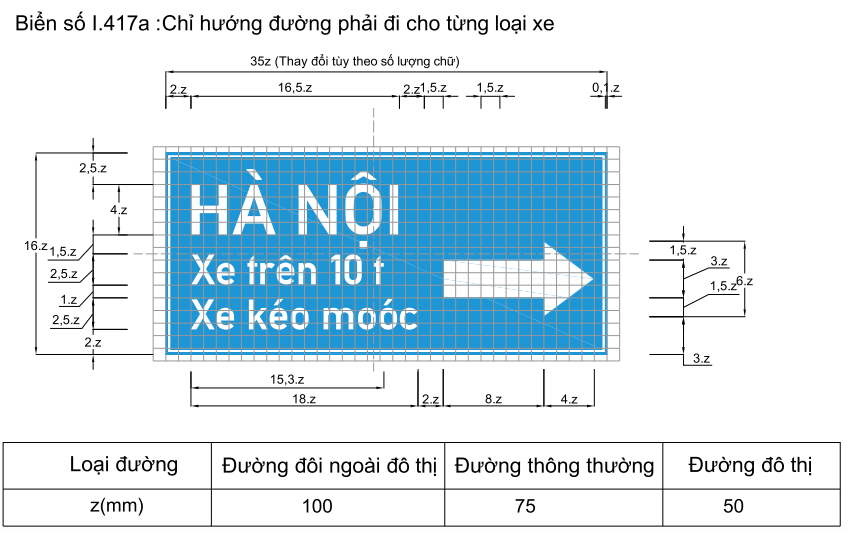 Biển số I.417a :Chỉ hướng đường phải đi cho từng loại xe
35z (Thay đổi tùy theo số lượng chữ)
2.z 16,5.z 2.z 1,5.z 1,5.z 0,1.z
2,5.z
4.z
16.z
1,5.z
2,5.z
1.z
2,5.z
2.z
HÀ NỘI
Xe trên 10 t
Xe kéo moóc
1,5.z
3.z
6.z
1,5.z
3.z
15,3.z
18.z 2.z 8.z 4.z
Loại đường Đường đôi ngoài đô thị Đường thông thường Đường đô thị
z(mm) 100 75 50